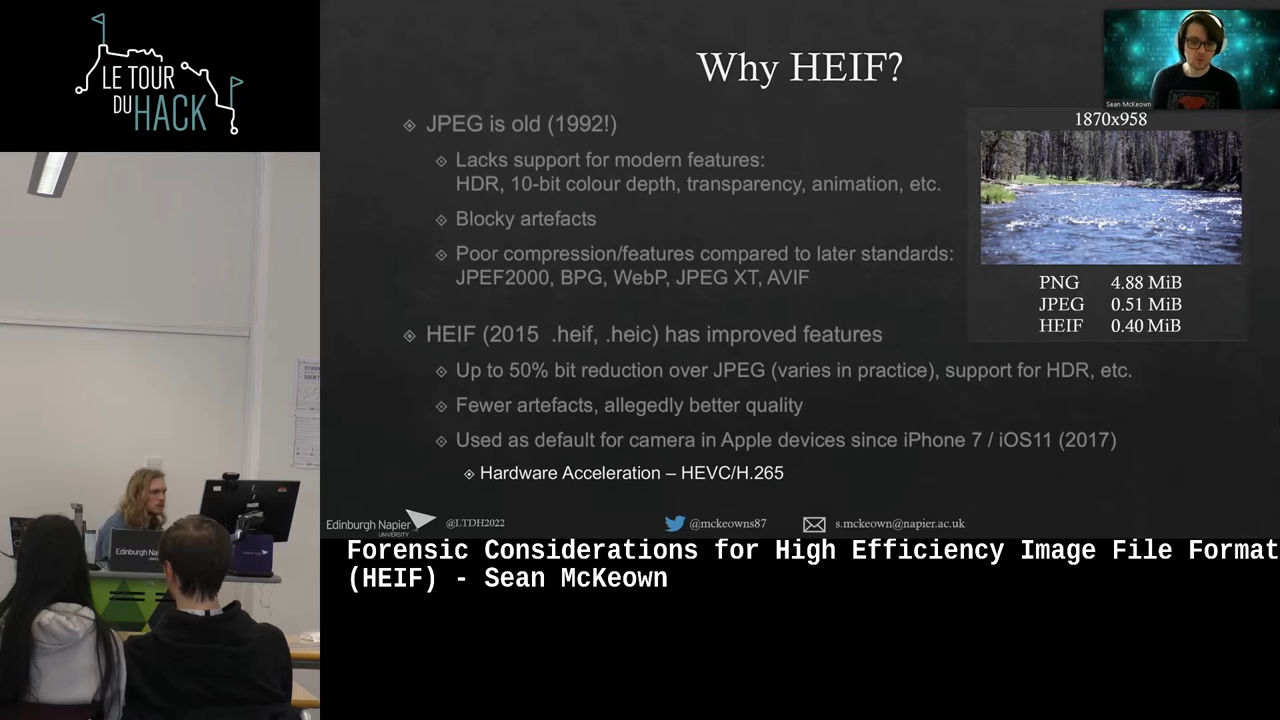 LE TOUR
DU HACK
Why HEIF?
Sean McKeown
JPEG is old (1992!)
Lacks support for modern features:
HDR, 10-bit colour depth, transparency, animation, etc.
Blocky artefacts
Poor compression/features compared to later standards:
JPEF2000, BPG, WebP, JPEG XT, AVIF
1870x958
PNG 4.88 MiB
JPEG 0.51 MiB
HEIF 0.40 MiB
HEIF (2015 .heif, .heic) has improved features
Up to 50% bit reduction over JPEG (varies in practice), support for HDR, etc.
Fewer artefacts, allegedly better quality
Used as default for camera in Apple devices since iPhone 7 / iOS11 (2017)
Hardware Acceleration – HEVC/H.265
Edinburgh Napier
UNIVERSITY
@LTDH2022
@mckeowns87
s.mckeown@napier.ac.uk
Edinburgh
Forensic Considerations for High Efficiency Image File Format
(HEIF) - Sean McKeown